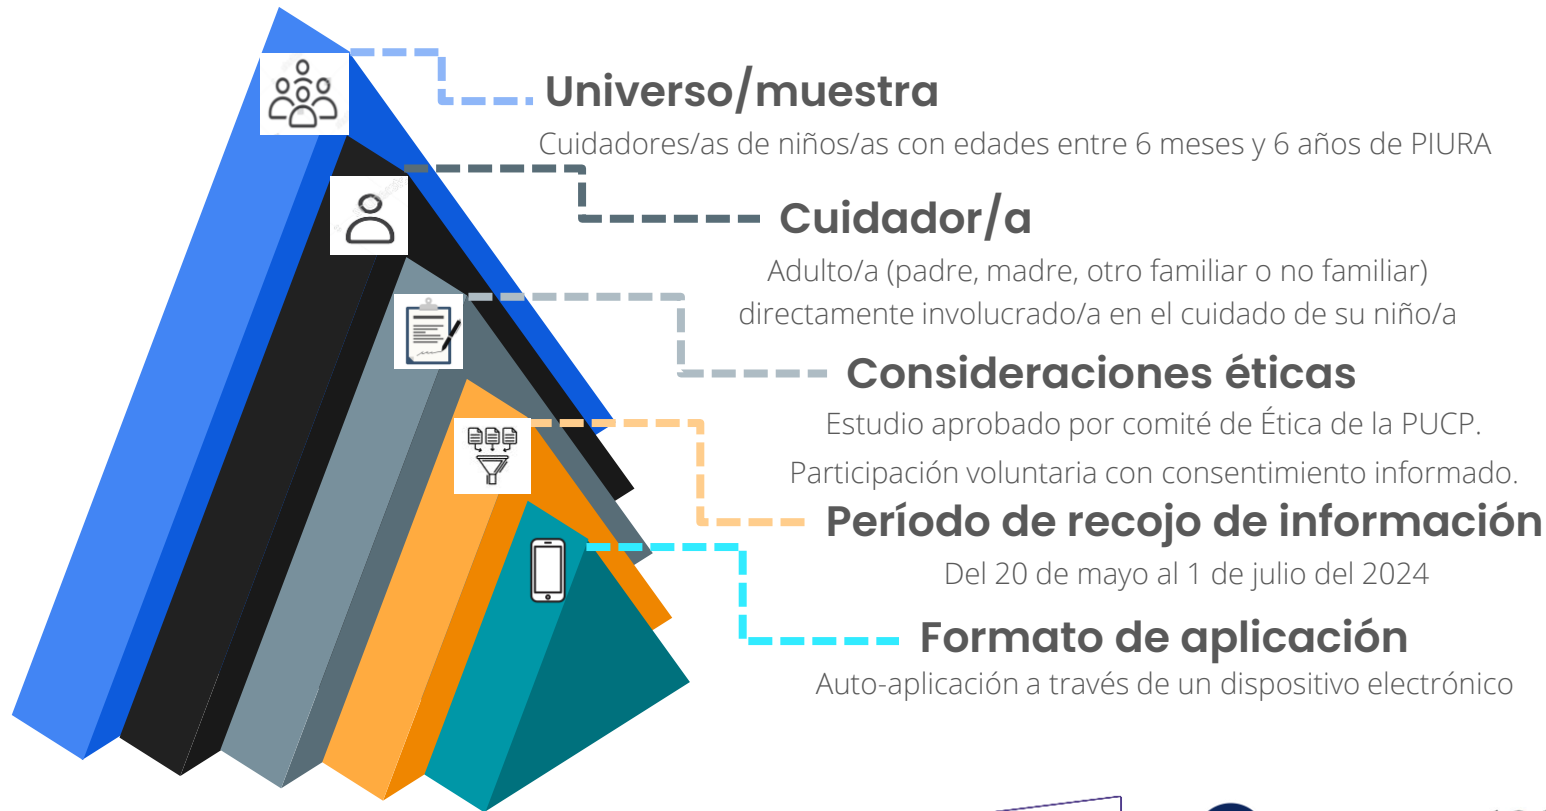 Universo/muestra
Cuidadores/as de niños/as con edades entre 6 meses y 6 años de PIURA
Cuidador/a
Adulto/a (padre, madre, otro familiar o no familiar)
directamente involucrado/a en el cuidado de su niño/a
Consideraciones éticas
Estudio aprobado por comité de Ética de la PUCP.
Participación voluntaria con consentimiento informado.
Período de recojo de información
Del 20 de mayo al 1 de julio del 2024
Formato de aplicación
Auto-aplicación a través de un dispositivo electrónico